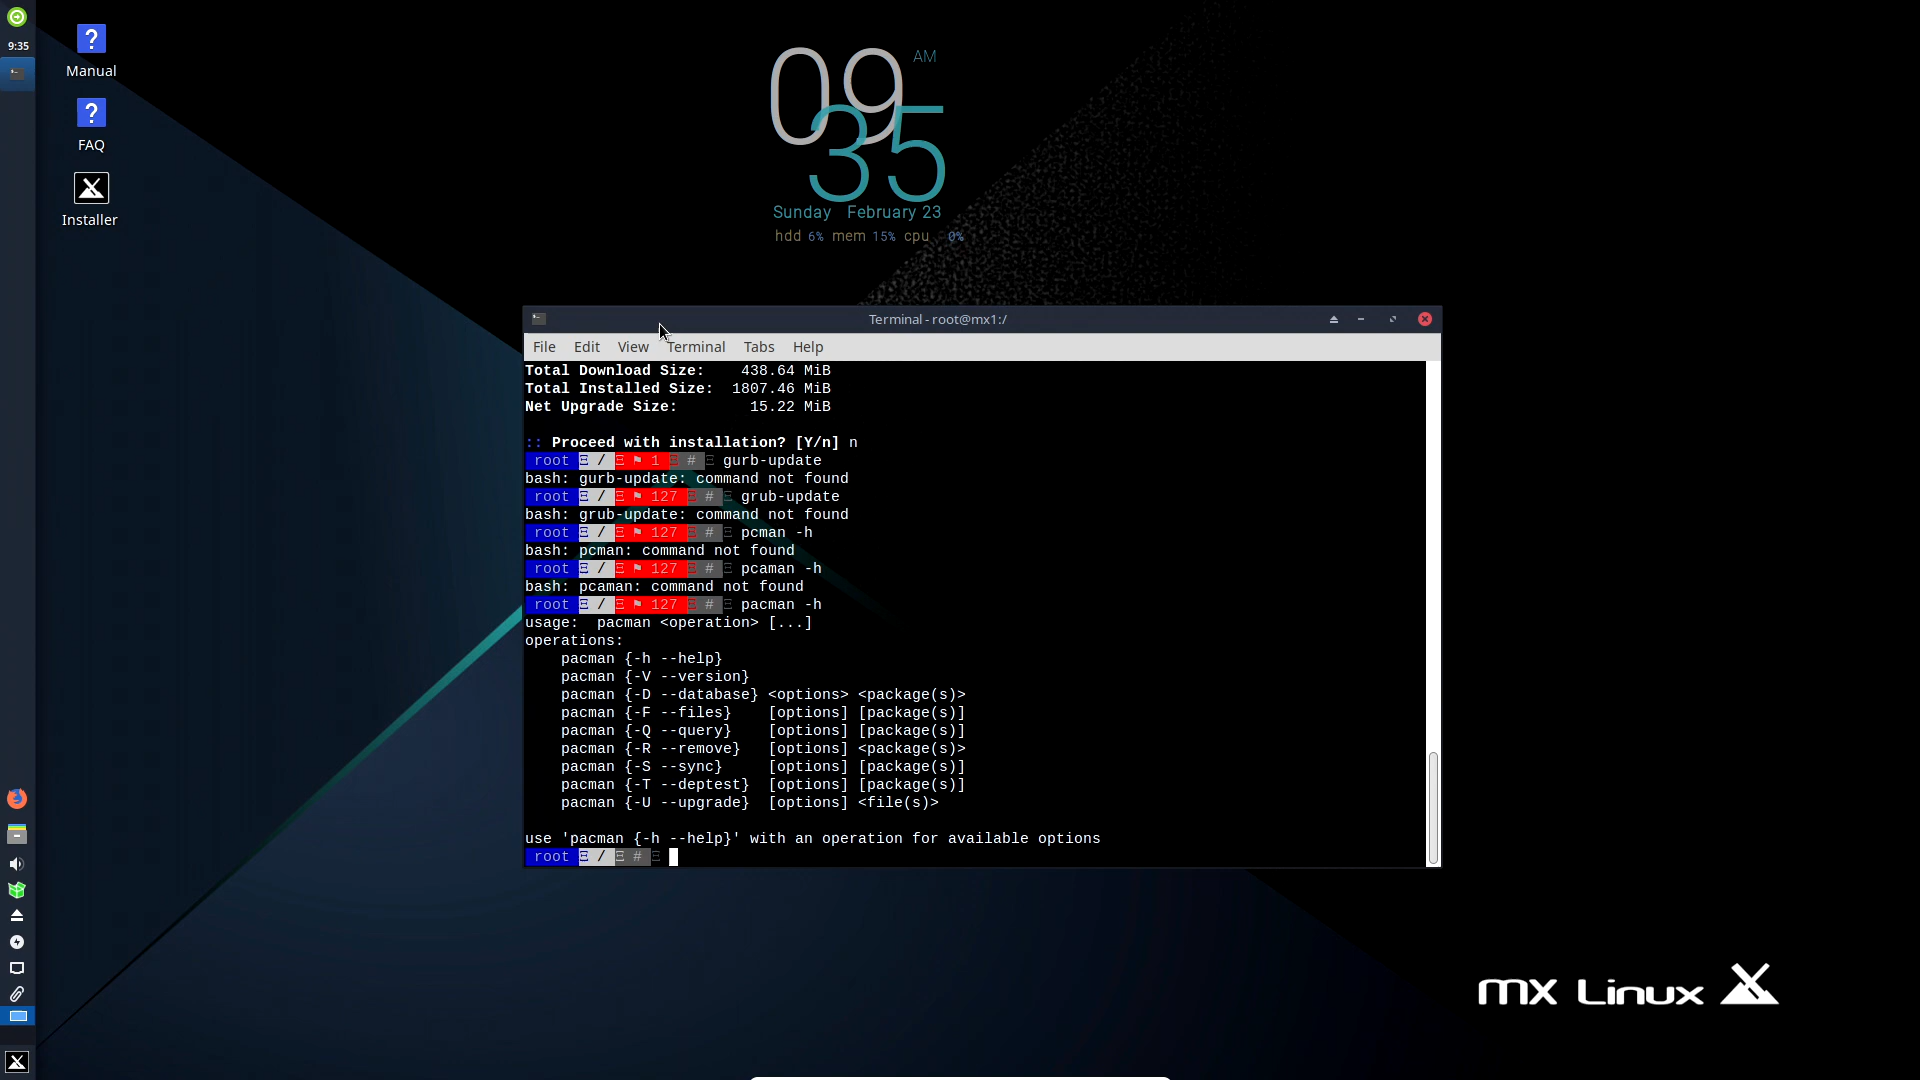 9:35
Manual
FAQ
Installer
09 AM
35
Sunday February 23
hdd 6% mem 15% cpu 0%
Terminal - root@mx1:/
File Edit View Terminal Tabs Help
Total Download Size:    438.64 MiB
Total Installed Size:  1807.46 MiB
Net Upgrade Size:        15.22 MiB
:: Proceed with installation? [Y/n] n
root Ξ / Ξ ⚑ 1 Ξ # Ξ gurb-update
bash: gurb-update: command not found
root Ξ / Ξ ⚑ 127 Ξ # Ξ grub-update
bash: grub-update: command not found
root Ξ / Ξ ⚑ 127 Ξ # Ξ pcman -h
bash: pcman: command not found
root Ξ / Ξ ⚑ 127 Ξ # Ξ pcaman -h
bash: pcaman: command not found
root Ξ / Ξ ⚑ 127 Ξ # Ξ pacman -h
usage:  pacman <operation> [...]
operations:
    pacman {-h --help}
    pacman {-V --version}
    pacman {-D --database} <options> <package(s)>
    pacman {-F --files}    [options] [package(s)]
    pacman {-Q --query}    [options] [package(s)]
    pacman {-R --remove}   [options] <package(s)>
    pacman {-S --sync}     [options] [package(s)]
    pacman {-T --deptest}  [options] [package(s)]
    pacman {-U --upgrade}  [options] <file(s)>
use 'pacman {-h --help}' with an operation for available options
root Ξ / Ξ # Ξ
mx Linux